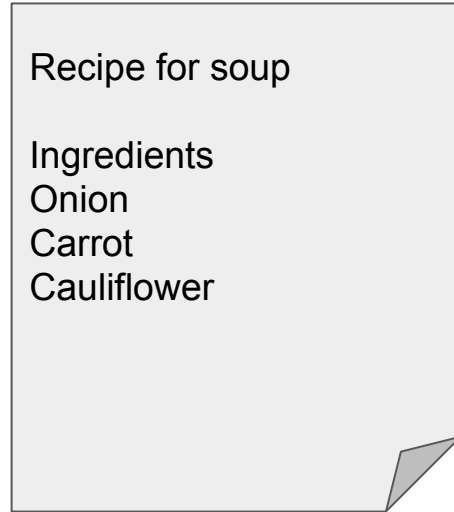 Recipe for soup
Ingredients
Onion
Carrot
Cauliflower